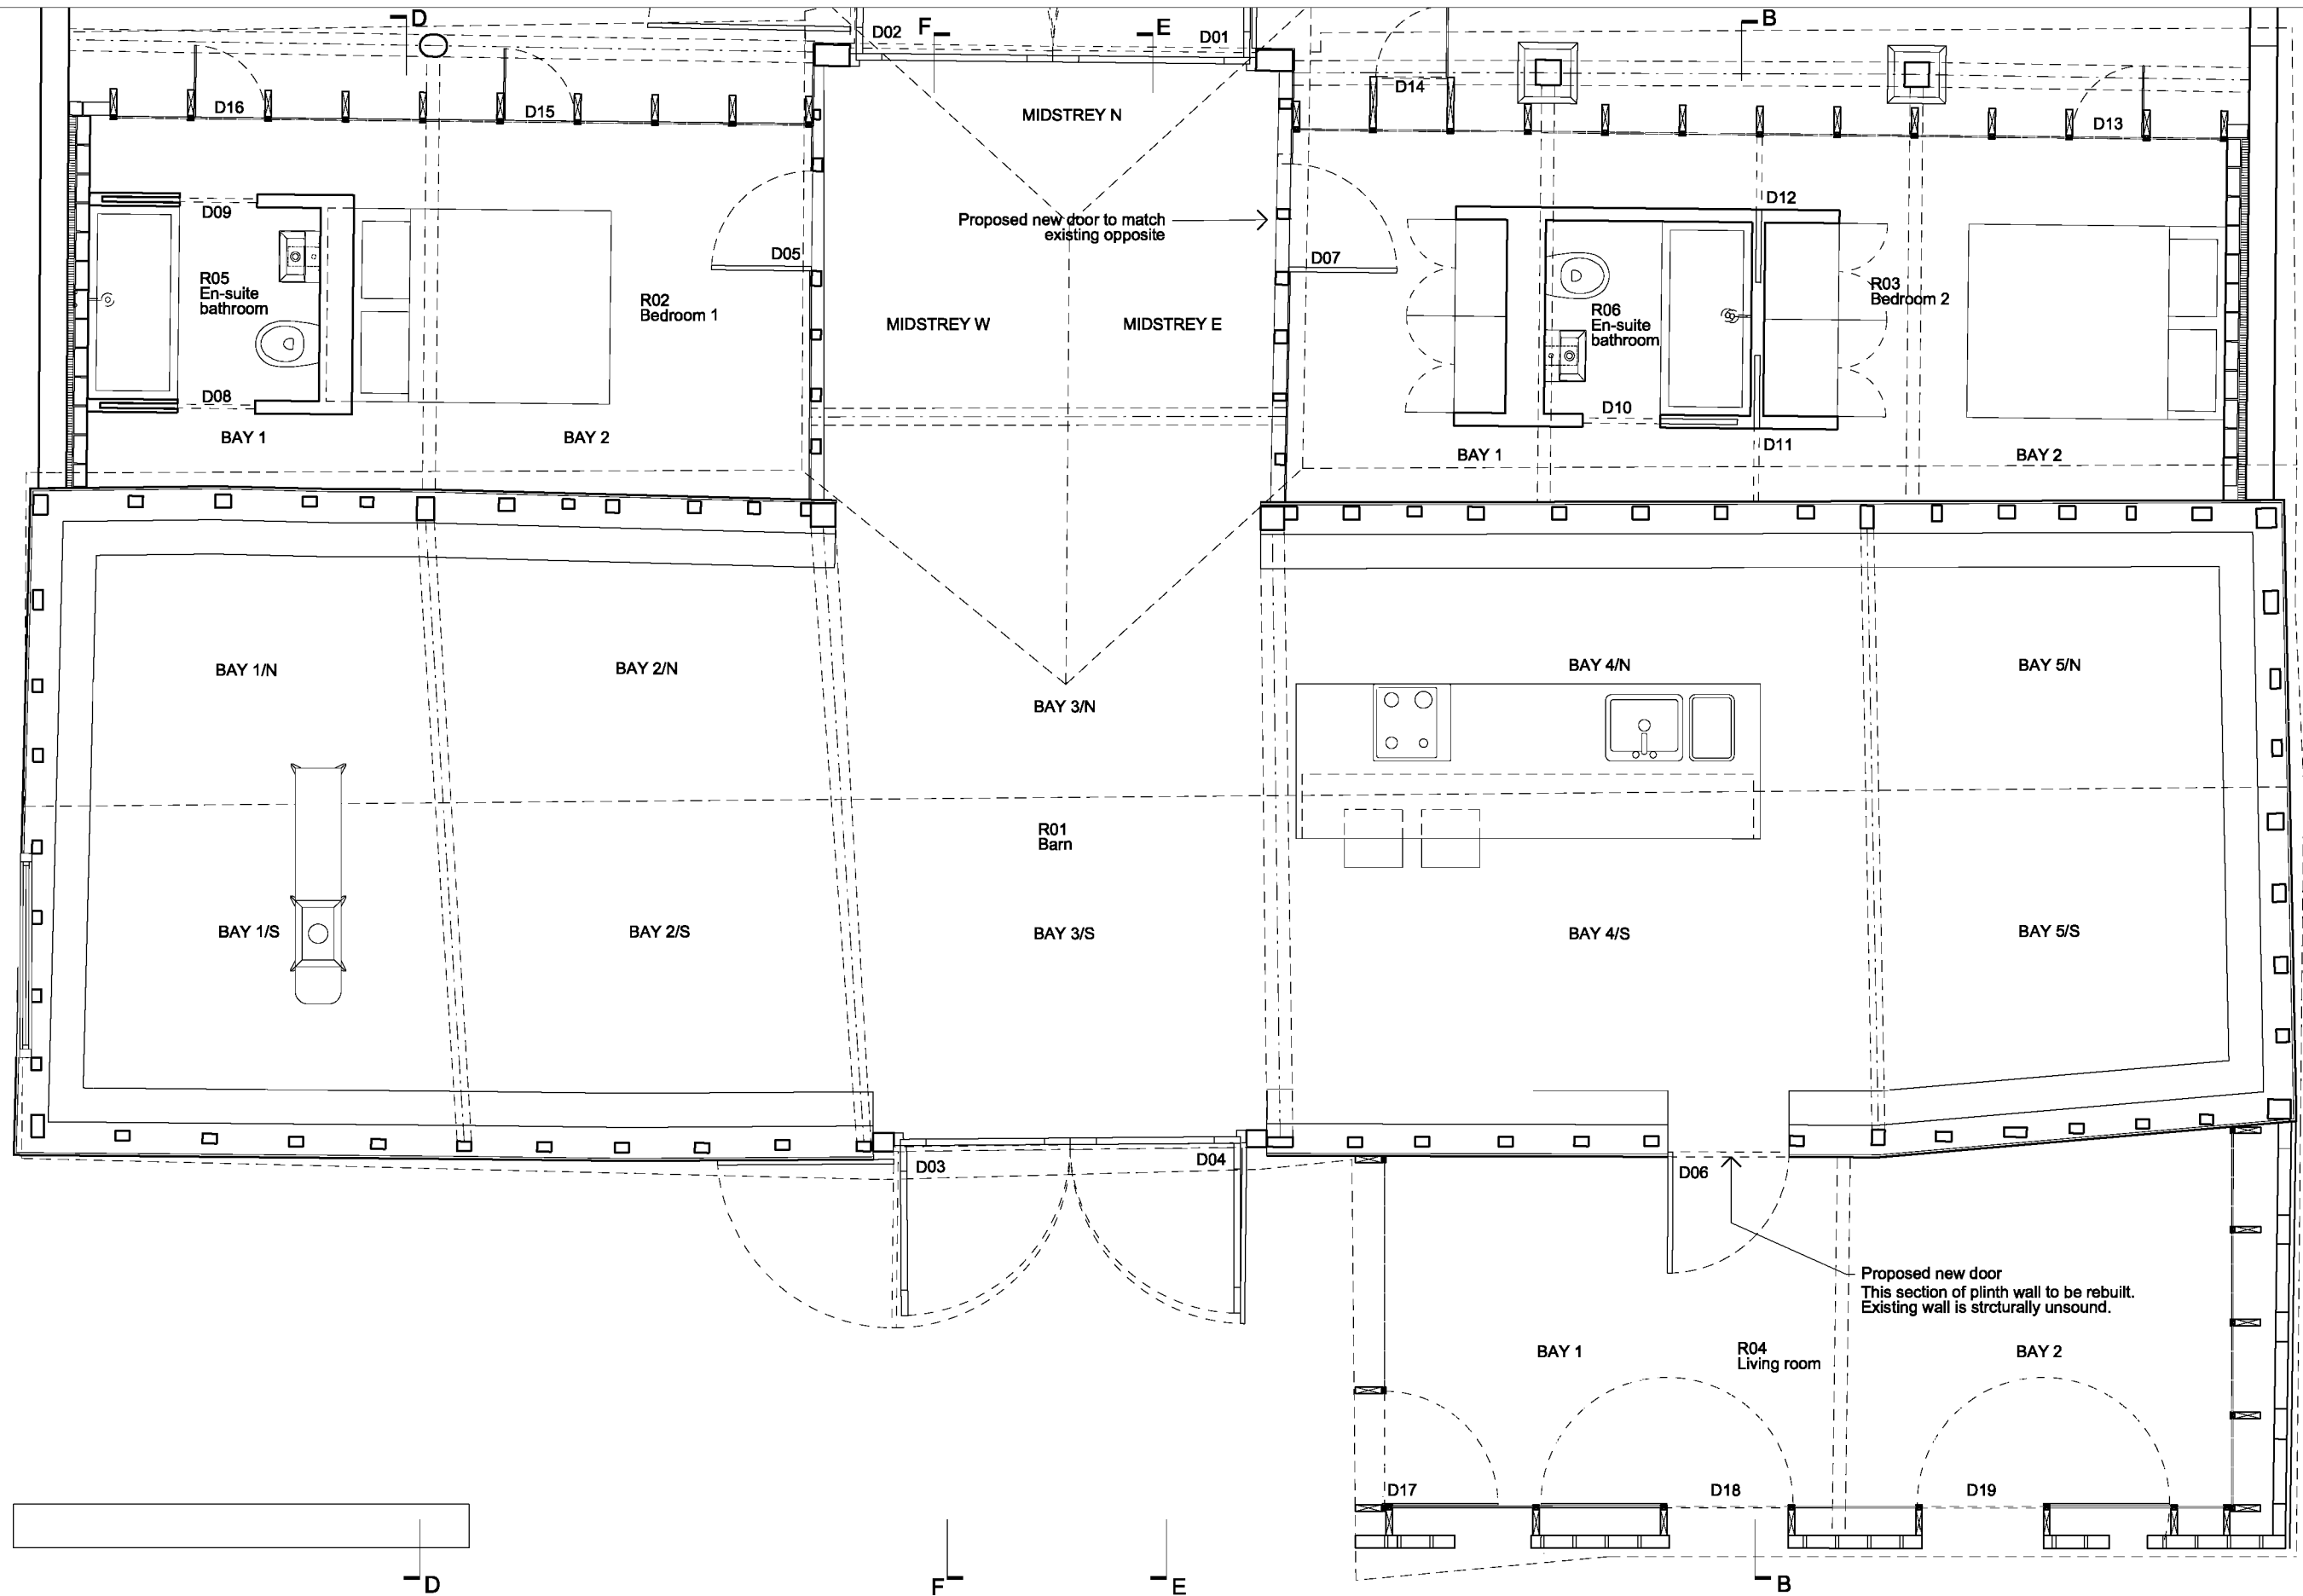 D
F
E
B
D02
D01
D16
D15
MIDSTREY N
D14
D13
D09
Proposed new door to match
existing opposite
D12
D05
D07
R05
En-suite
bathroom
R02
Bedroom 1
MIDSTREY W
MIDSTREY E
R06
En-suite
bathroom
R03
Bedroom 2
D08
D10
BAY 1
BAY 2
BAY 1
D11
BAY 2
BAY 1/N
BAY 2/N
BAY 3/N
BAY 4/N
BAY 5/N
R01
Barn
BAY 1/S
BAY 2/S
BAY 3/S
BAY 4/S
BAY 5/S
D03
D04
D06
Proposed new door
This section of plinth wall to be rebuilt.
Existing wall is strcturally unsound.
BAY 1
R04
Living room
BAY 2
D17
D18
D19
D
F
E
B